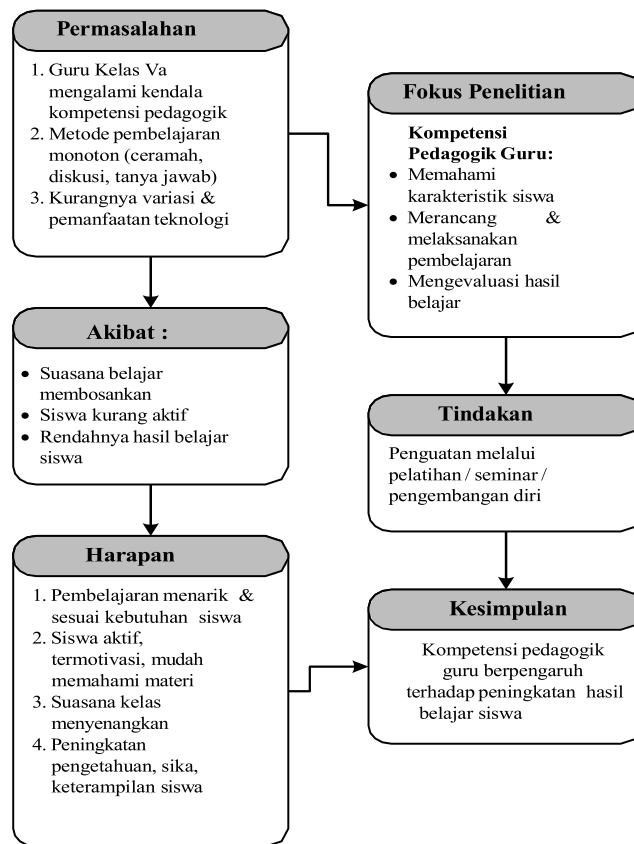 Permasalahan
1. Guru Kelas Va
mengalami kendala
kompetensi pedagogik
2. Metode pembelajaran
monoton (ceramah,
diskusi, tanya jawab)
3. Kurangnya variasi &
pemanfaatan teknologi
Akibat :
• Suasana belajar
membosankan
• Siswa kurang aktif
• Rendahnya hasil belajar
siswa
Harapan
1. Pembelajaran menarik &
sesuai kebutuhan siswa
2. Siswa aktif,
termotivasi, mudah
memahami materi
3. Suasana kelas
menyenangkan
4. Peningkatan
pengetahuan, sika,
keterampilan siswa
Fokus Penelitian
Kompetensi
Pedagogik Guru:
• Memahami
karakteristik siswa
• Merancang &
melaksanakan
pembelajaran
• Mengevaluasi hasil
belajar
Tindakan
Penguatan melalui
pelatihan / seminar /
pengembangan diri
Kesimpulan
Kompetensi pedagogik
guru berpengaruh
terhadap peningkatan hasil
belajar siswa